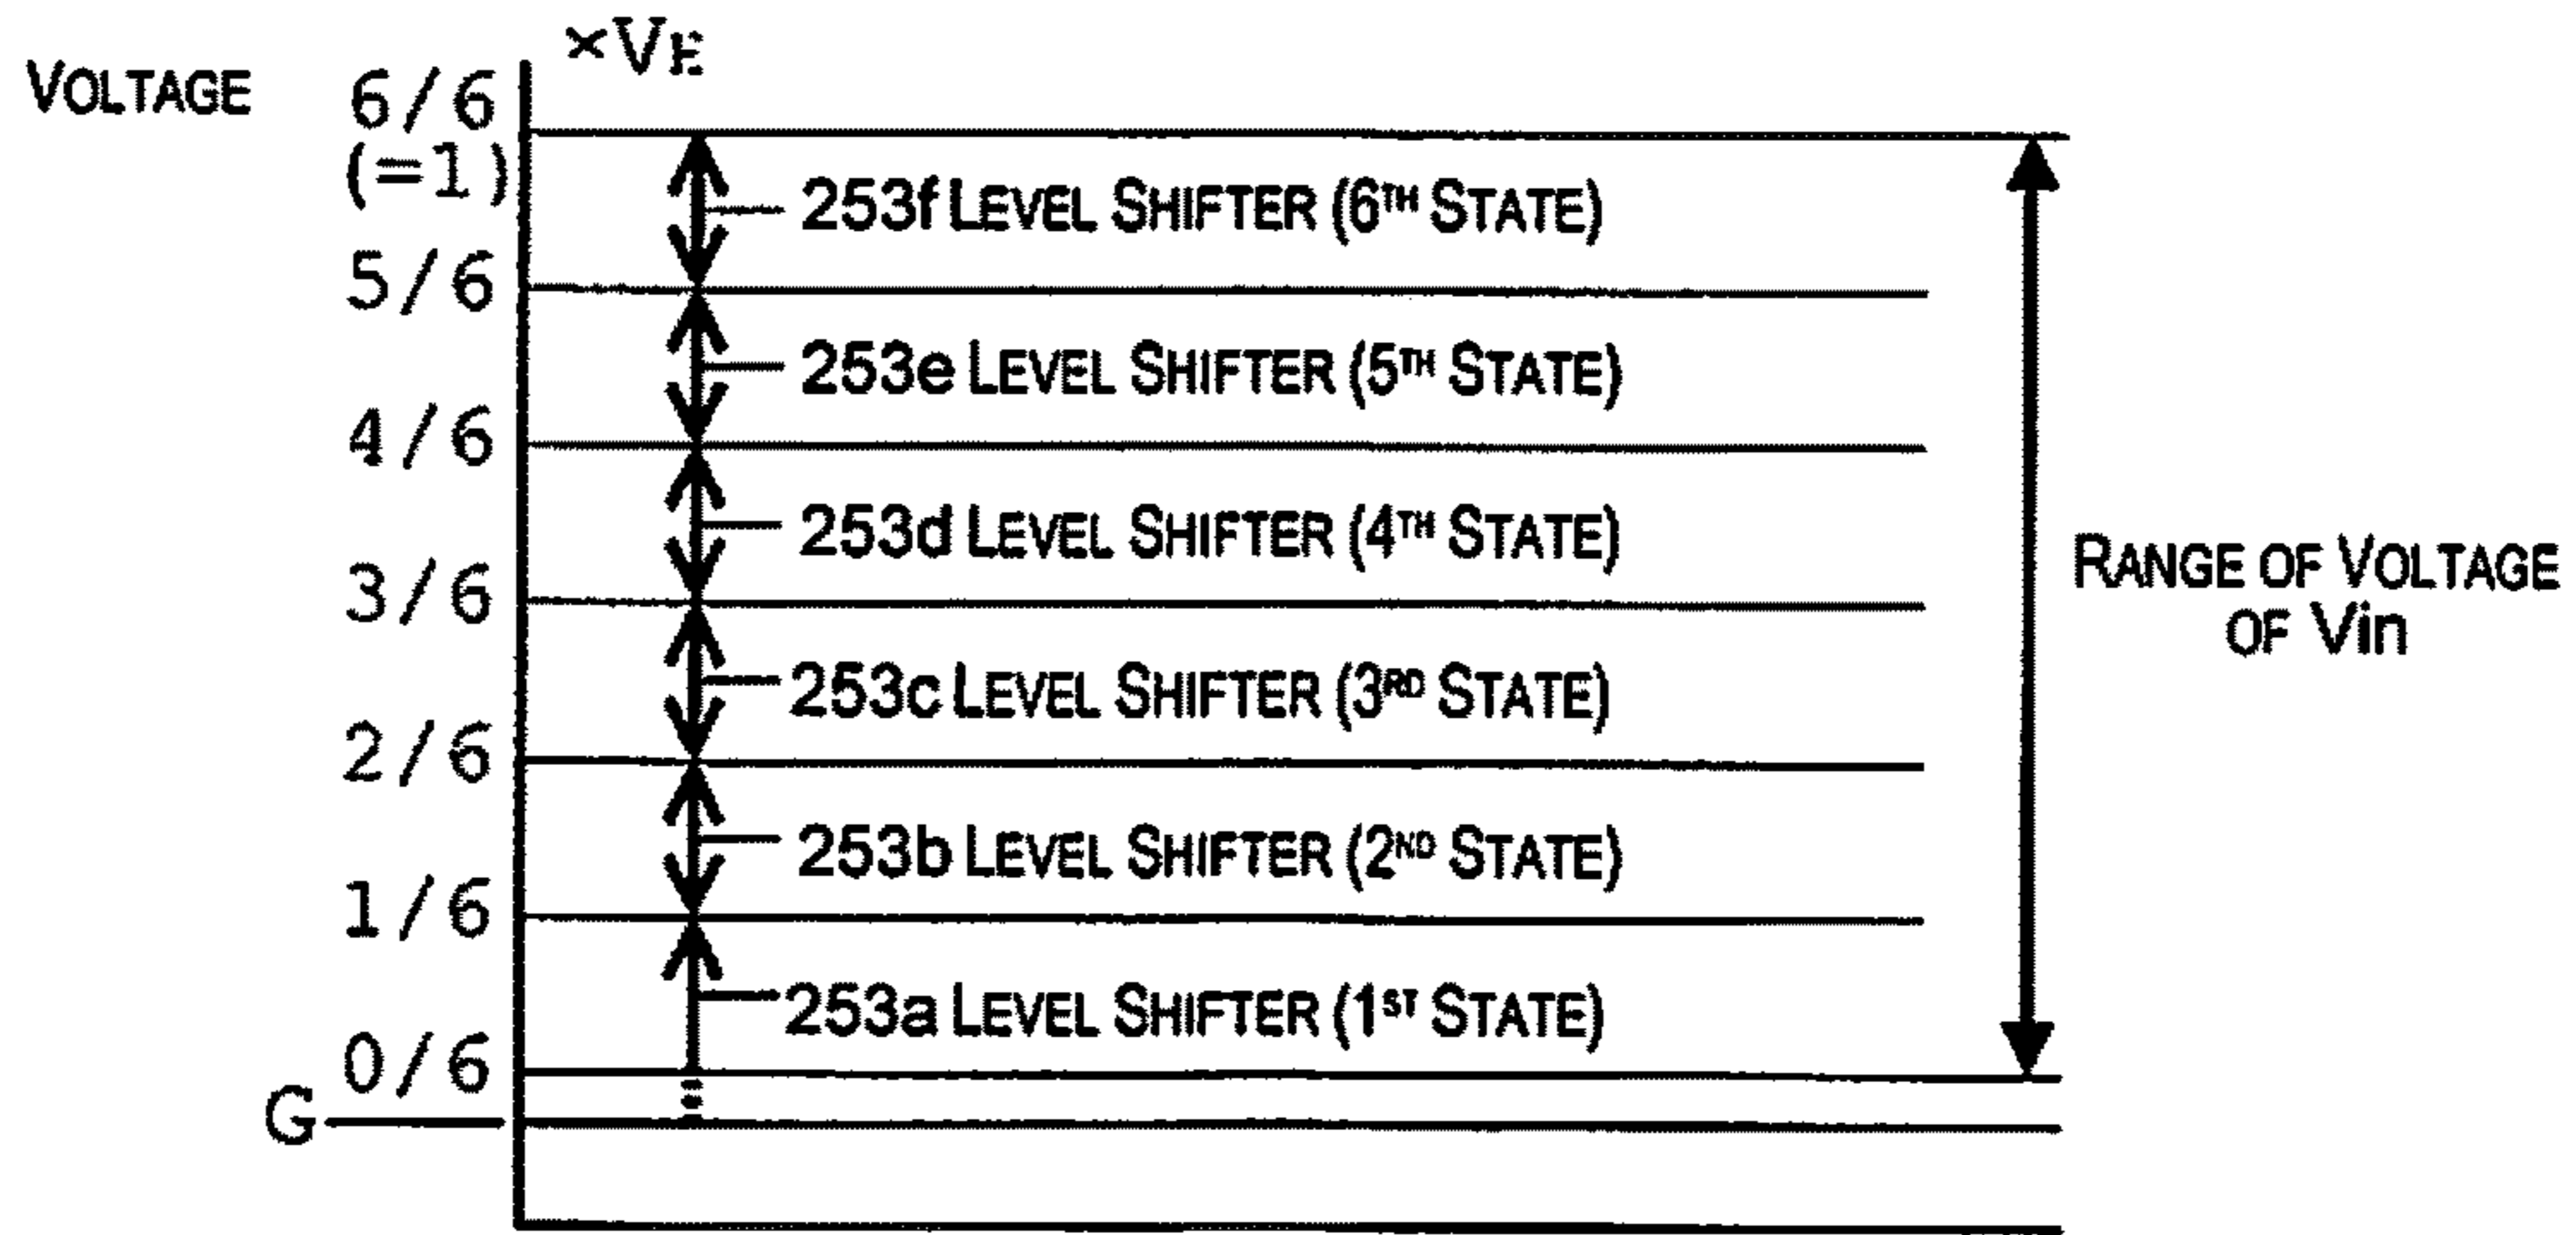 ×VE
VOLTAGE
6/6
(=1)
253f LEVEL SHIFTER (6TH STATE)
5/6
253e LEVEL SHIFTER (5TH STATE)
4/6
253d LEVEL SHIFTER (4TH STATE)
3/6
RANGE OF VOLTAGE
OF Vin
253c LEVEL SHIFTER (3RD STATE)
2/6
253b LEVEL SHIFTER (2ND STATE)
1/6
253a LEVEL SHIFTER (1ST STATE)
0/6
G